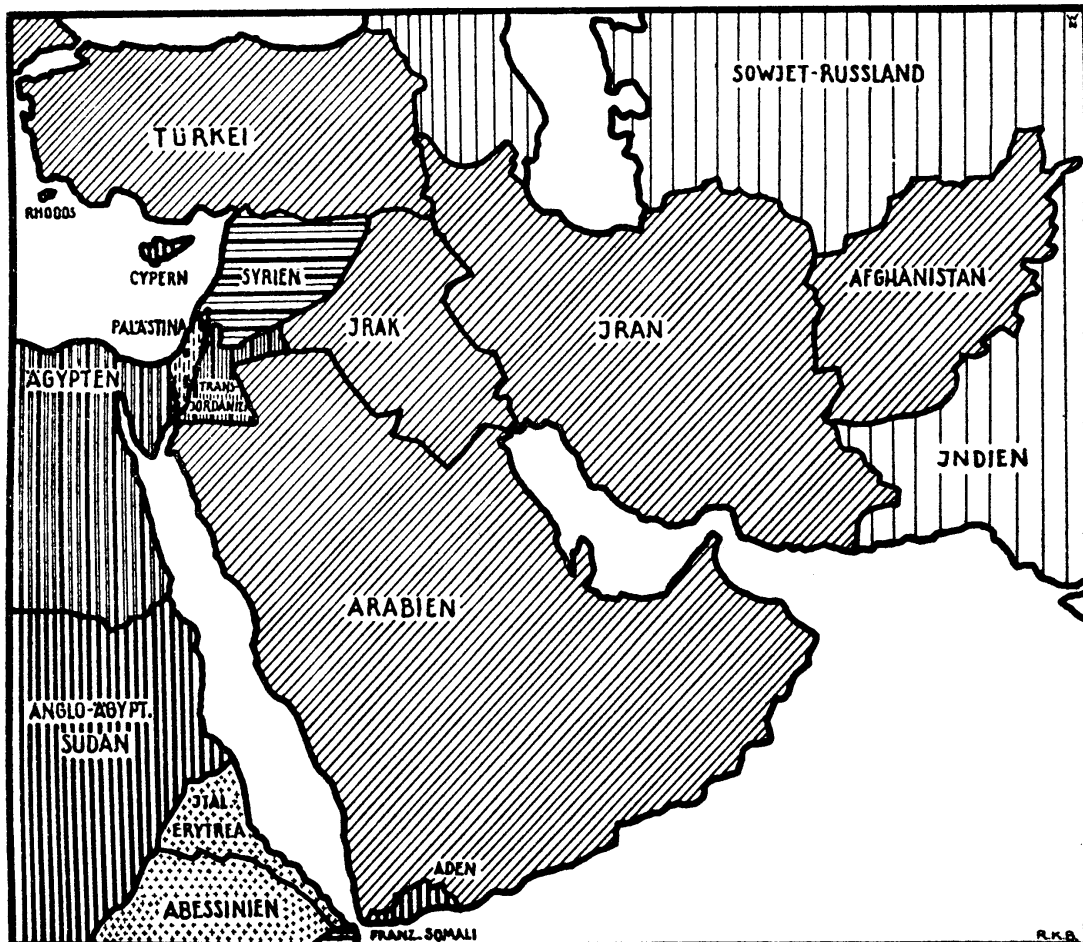 SOWJET-RUSSLAND
TÜRKEI
RHODOS
CYPERN
SYRIEN
AFGHANISTAN
PALÄSTINA
JRAK
JRAN
ÄGYPTEN
TRANS-
JORDANIEN
JNDIEN
ARABIEN
ANGLO-ÄGYPT.
SUDAN
JTAL.
ERYTREA
ADEN
ABESSINIEN
FRANZ. SOMALI
R.K.B.